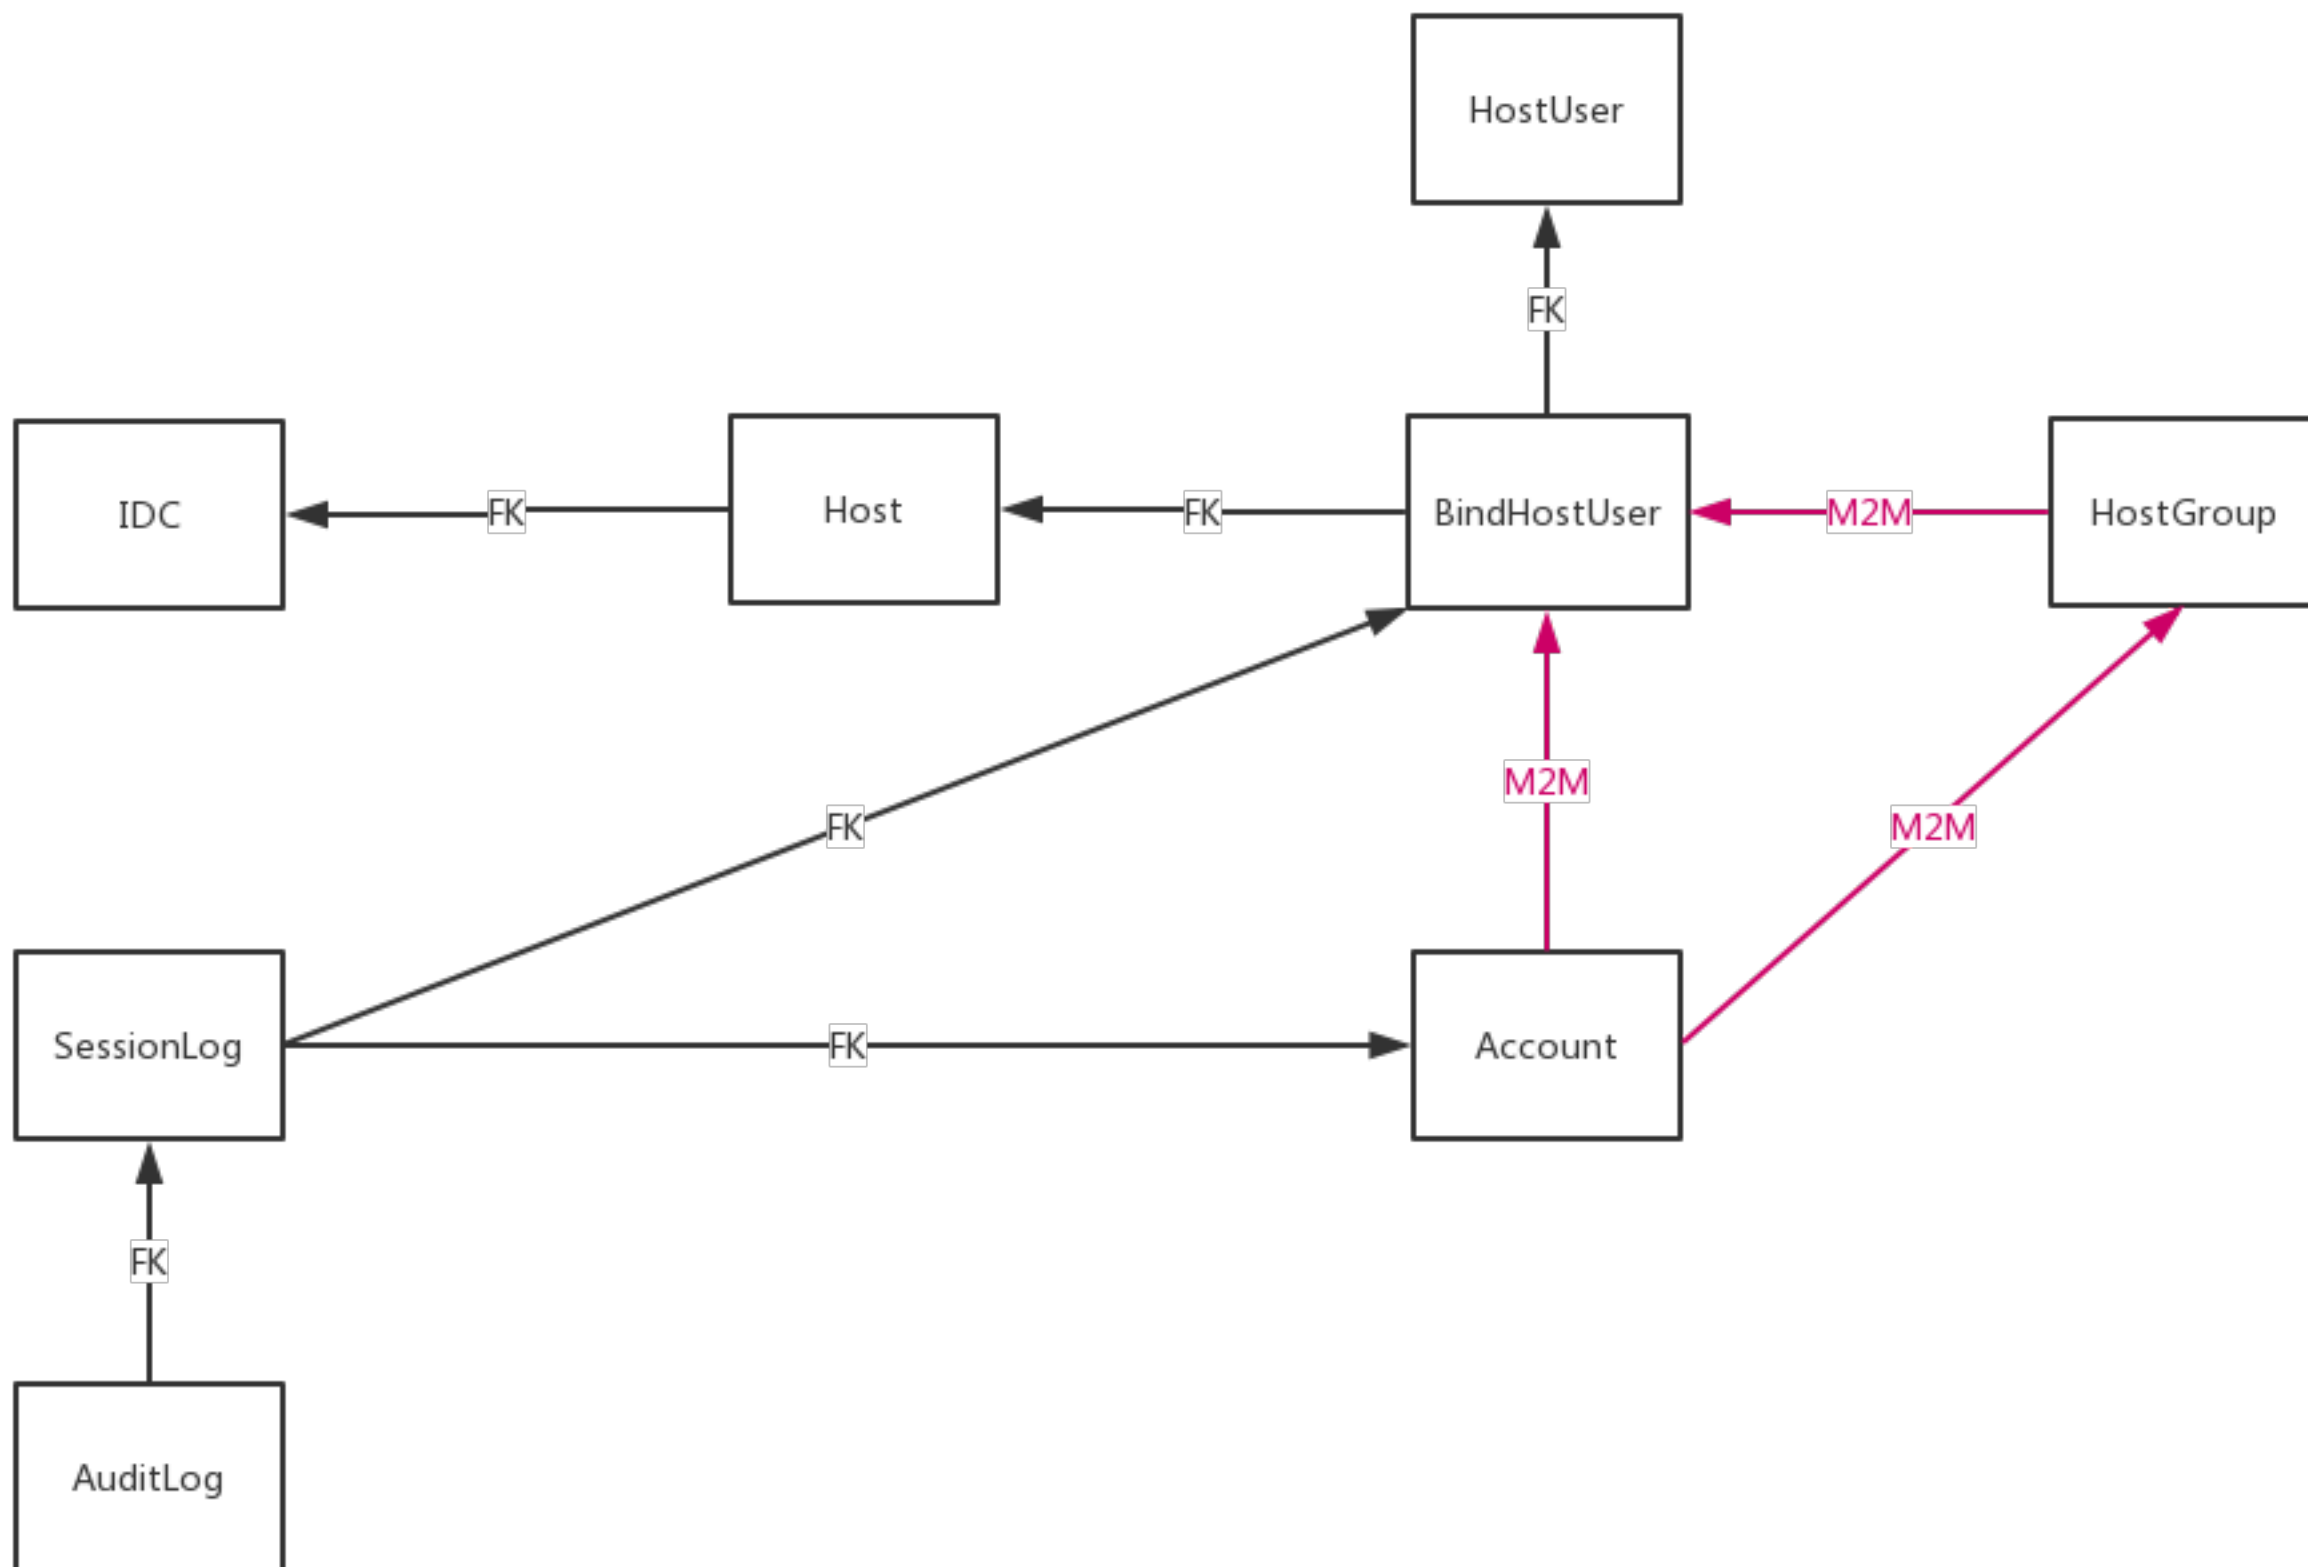 HostUser
FK
IDC
FK
Host
FK
BindHostUser
M2M
HostGroup
FK
M2M
M2M
SessionLog
FK
Account
FK
AuditLog